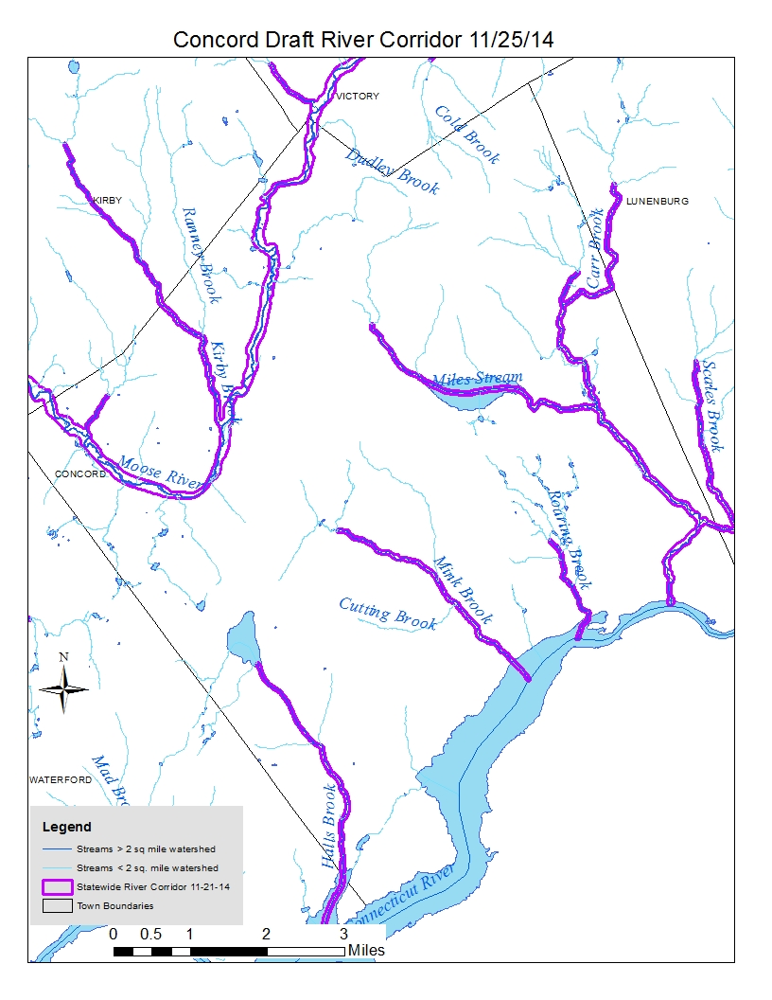 Concord Draft River Corridor 11/25/14
VICTORY
Cold Brook
Dudley Brook
KIRBY
LUNENBURG
Ranney Brook
Carr Brook
Kirby Brook
Miles Stream
Scales Brook
CONCORD
Moose River
Roaring Brook
Mink Brook
Cutting Brook
N
WATERFORD
Mad Bro
Halls Brook
Connecticut River
Legend
Streams > 2 sq mile watershed
Streams < 2 sq. mile watershed
Statewide River Corridor 11-21-14
Town Boundaries
0 0.5 1 2 3
Miles